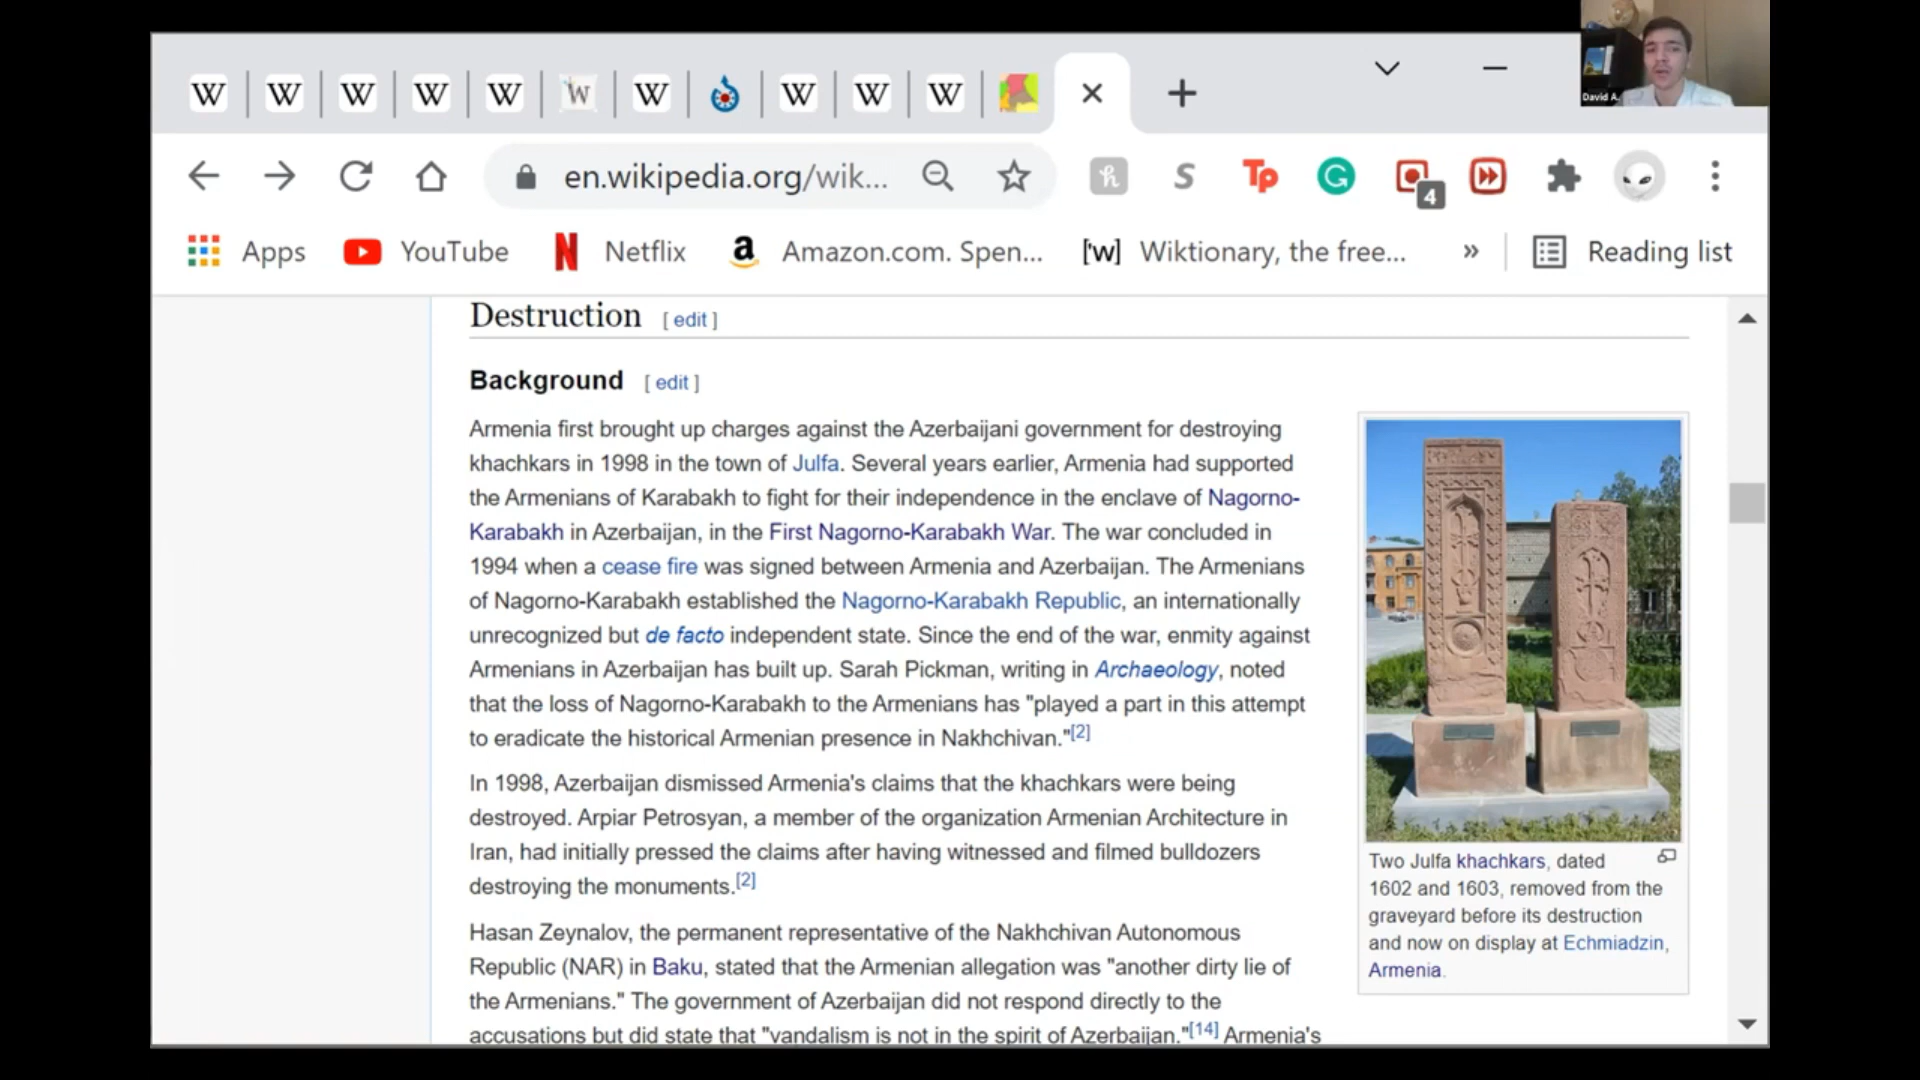 W W W W W W W W W W
David A.
en.wikipedia.org/wik...
S Tp G 4
Apps YouTube N Netflix a Amazon.com. Spen... ['w] Wiktionary, the free... » Reading list
Destruction [ edit ]
Background [ edit ]
Armenia first brought up charges against the Azerbaijani government for destroying
khachkars in 1998 in the town of Julfa. Several years earlier, Armenia had supported
the Armenians of Karabakh to fight for their independence in the enclave of Nagorno-
Karabakh in Azerbaijan, in the First Nagorno-Karabakh War. The war concluded in
1994 when a cease fire was signed between Armenia and Azerbaijan. The Armenians
of Nagorno-Karabakh established the Nagorno-Karabakh Republic, an internationally
unrecognized but de facto independent state. Since the end of the war, enmity against
Armenians in Azerbaijan has built up. Sarah Pickman, writing in Archaeology, noted
that the loss of Nagorno-Karabakh to the Armenians has "played a part in this attempt
to eradicate the historical Armenian presence in Nakhchivan."[2]
In 1998, Azerbaijan dismissed Armenia's claims that the khachkars were being
destroyed. Arpiar Petrosyan, a member of the organization Armenian Architecture in
Iran, had initially pressed the claims after having witnessed and filmed bulldozers
destroying the monuments.[2]
Hasan Zeynalov, the permanent representative of the Nakhchivan Autonomous
Republic (NAR) in Baku, stated that the Armenian allegation was "another dirty lie of
the Armenians." The government of Azerbaijan did not respond directly to the
accusations but did state that "vandalism is not in the spirit of Azerbaijan."[14] Armenia's
Two Julfa khachkars, dated
1602 and 1603, removed from the
graveyard before its destruction
and now on display at Echmiadzin,
Armenia.